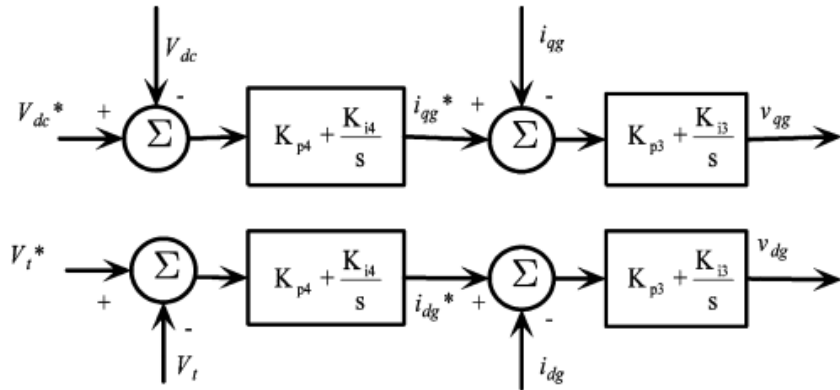 V_dc
i_qg
V_dc* + - Σ K_p4 + K_i4/s i_qg* + - Σ K_p3 + K_i3/s v_qg
V_t* + - Σ K_p4 + K_i4/s i_dg* + - Σ K_p3 + K_i3/s v_dg
V_t
i_dg